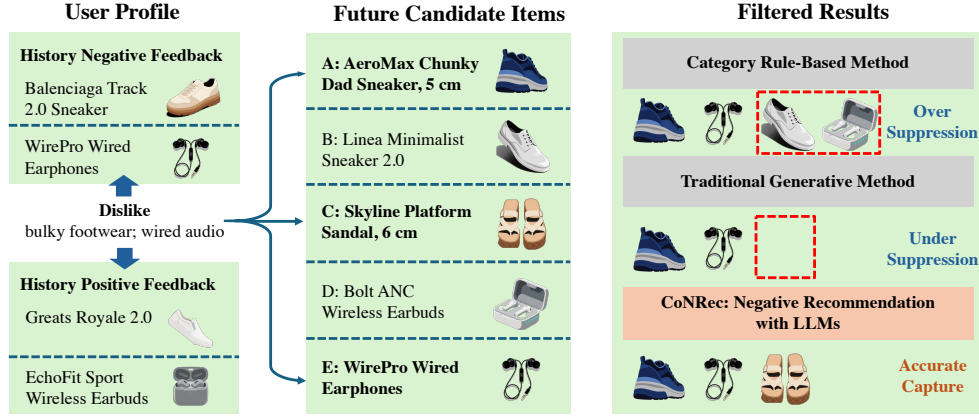 User Profile
History Negative Feedback
Balenciaga Track
2.0 Sneaker
WirePro Wired
Earphones
Dislike
bulky footwear; wired audio
History Positive Feedback
Greats Royale 2.0
EchoFit Sport
Wireless Earbuds
Future Candidate Items
A: AeroMax Chunky
Dad Sneaker, 5 cm
B: Linea Minimalist
Sneaker 2.0
C: Skyline Platform
Sandal, 6 cm
D: Bolt ANC
Wireless Earbuds
E: WirePro Wired
Earphones
Filtered Results
Category Rule-Based Method
Over
Suppression
Traditional Generative Method
Under
Suppression
CoNRec: Negative Recommendation
with LLMs
Accurate
Capture